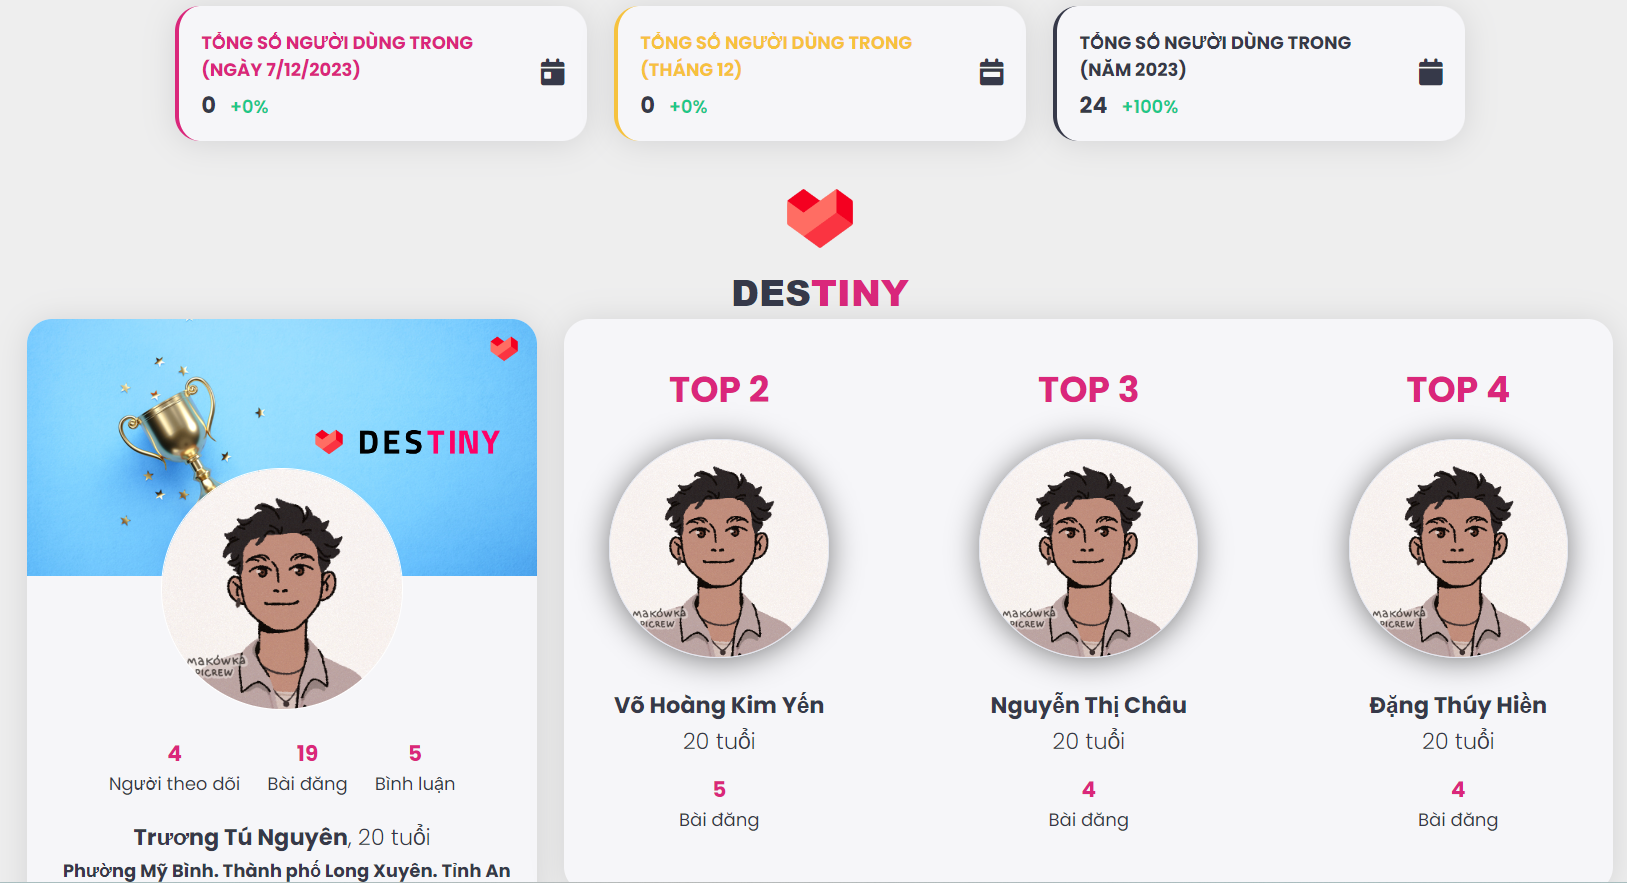 TỔNG SỐ NGƯỜI DÙNG TRONG
(NGÀY 7/12/2023)
0 +0%
TỔNG SỐ NGƯỜI DÙNG TRONG
(THÁNG 12)
0 +0%
TỔNG SỐ NGƯỜI DÙNG TRONG
(NĂM 2023)
24 +100%
DESTINY
DESTINY
MAKÓWKA
PICREW
4
Người theo dõi
19
Bài đăng
5
Bình luận
Trương Tú Nguyên, 20 tuổi
Phường Mỹ Bình. Thành phố Long Xuyên. Tỉnh An
TOP 2
MAKÓWKA
PICREW
Võ Hoàng Kim Yến
20 tuổi
5
Bài đăng
TOP 3
MAKÓWKA
PICREW
Nguyễn Thị Châu
20 tuổi
4
Bài đăng
TOP 4
MAKÓWKA
PICREW
Đặng Thúy Hiền
20 tuổi
4
Bài đăng